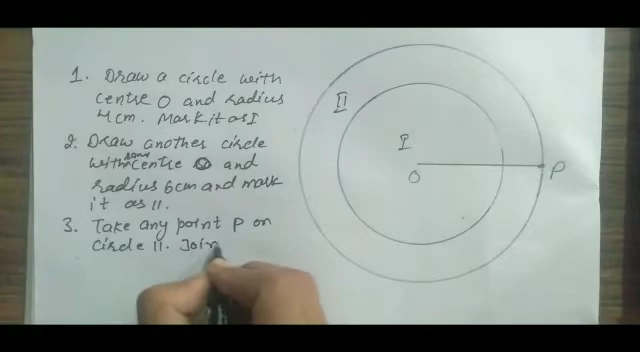 1. Draw a circle with
centre O and radius
4cm. Mark it as I
2. Draw another circle
with same centre O and
radius 6cm and mark
it as II.
3. Take any point P on
circle II. Join
II
I
O
P